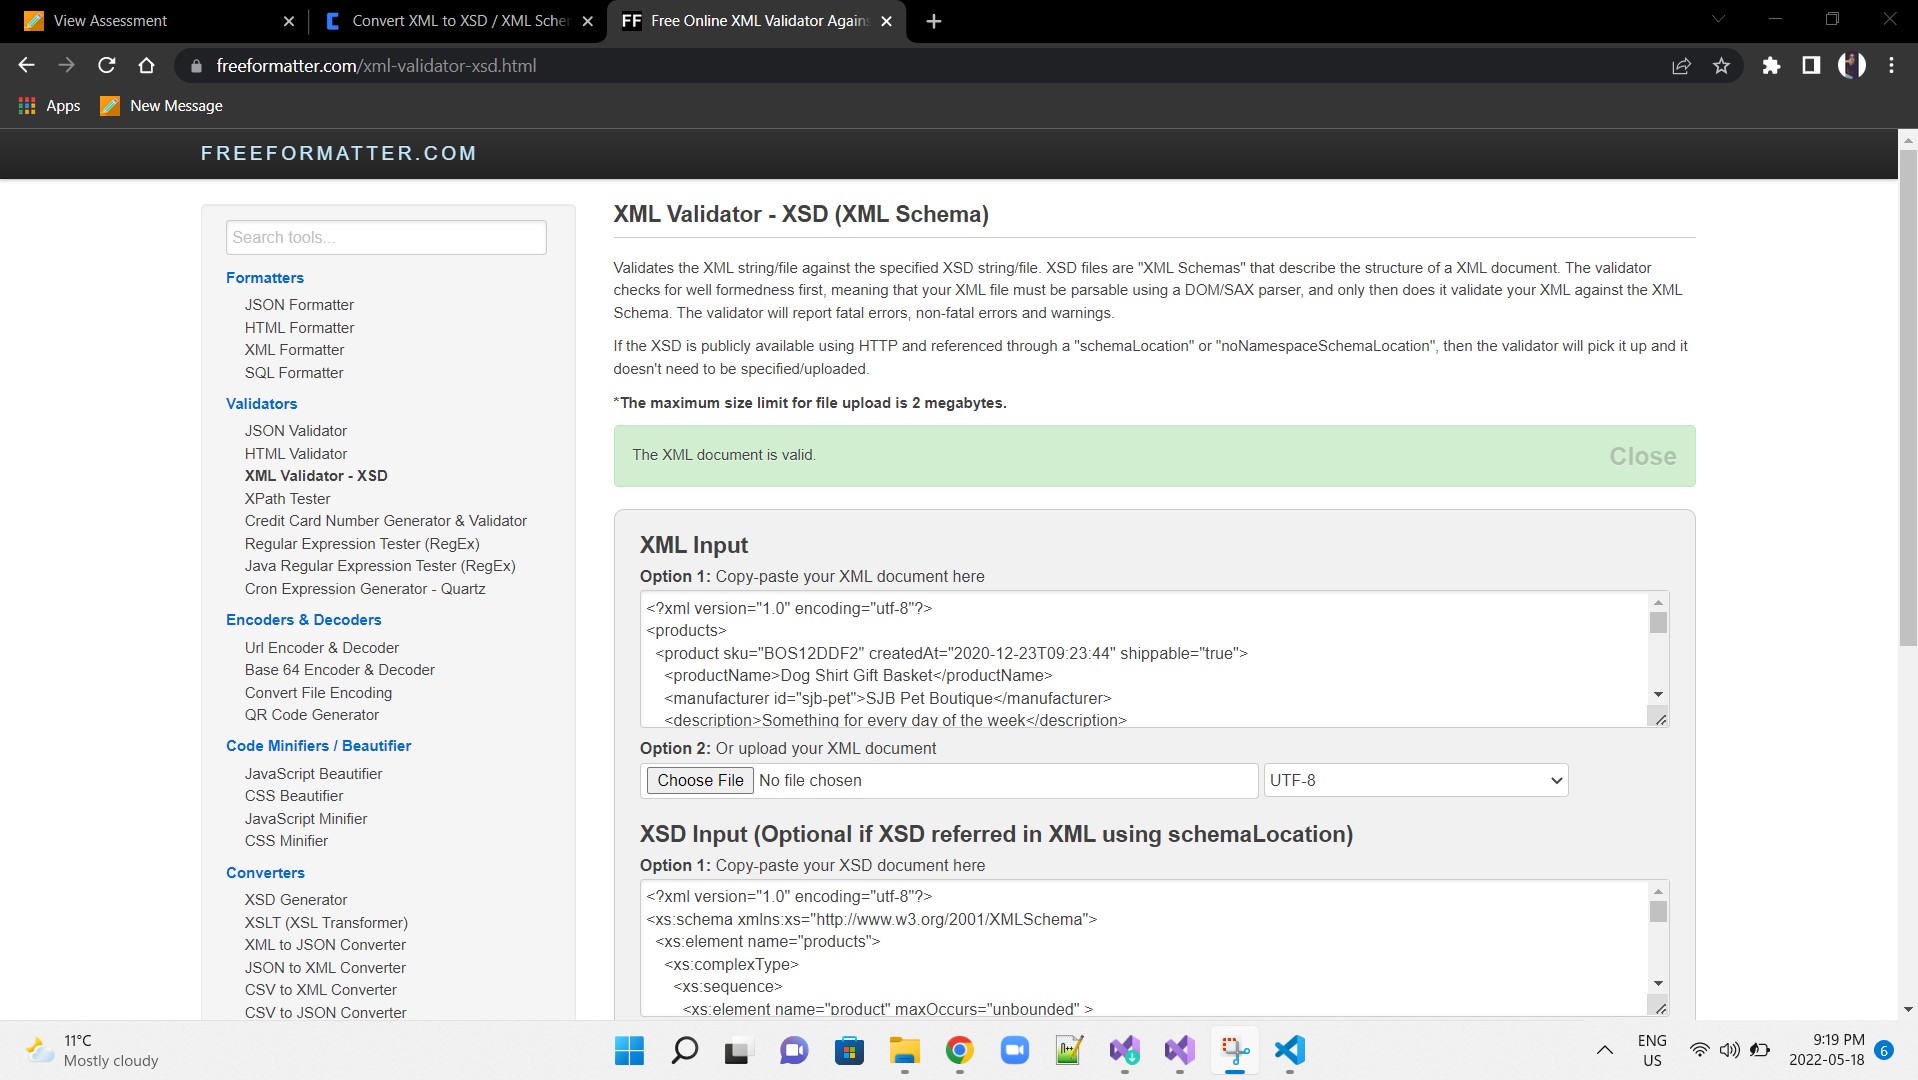 View Assessment
Convert XML to XSD / XML Scher
FF Free Online XML Validator Again
freeformatter.com/xml-validator-xsd.html
Apps
New Message
FREEFORMATTER.COM
Search tools...
Formatters
JSON Formatter
HTML Formatter
XML Formatter
SQL Formatter
Validators
JSON Validator
HTML Validator
XML Validator - XSD
XPath Tester
Credit Card Number Generator & Validator
Regular Expression Tester (RegEx)
Java Regular Expression Tester (RegEx)
Cron Expression Generator - Quartz
Encoders & Decoders
Url Encoder & Decoder
Base 64 Encoder & Decoder
Convert File Encoding
QR Code Generator
Code Minifiers / Beautifier
JavaScript Beautifier
CSS Beautifier
JavaScript Minifier
CSS Minifier
Converters
XSD Generator
XSLT (XSL Transformer)
XML to JSON Converter
JSON to XML Converter
CSV to XML Converter
CSV to JSON Converter
XML Validator - XSD (XML Schema)
Validates the XML string/file against the specified XSD string/file. XSD files are "XML Schemas" that describe the structure of a XML document. The validator
checks for well formedness first, meaning that your XML file must be parsable using a DOM/SAX parser, and only then does it validate your XML against the XML
Schema. The validator will report fatal errors, non-fatal errors and warnings.
If the XSD is publicly available using HTTP and referenced through a "schemaLocation" or "noNamespaceSchemaLocation", then the validator will pick it up and it
doesn't need to be specified/uploaded.
*The maximum size limit for file upload is 2 megabytes.
The XML document is valid.
Close
XML Input
Option 1: Copy-paste your XML document here
<?xml version="1.0" encoding="utf-8"?>
<products>
<product sku="BOS12DDF2" createdAt="2020-12-23T09:23:44" shippable="true">
<productName>Dog Shirt Gift Basket</productName>
<manufacturer id="sjb-pet">SJB Pet Boutique</manufacturer>
<description>Something for every day of the week</description>
Option 2: Or upload your XML document
Choose File No file chosen
UTF-8
XSD Input (Optional if XSD referred in XML using schemaLocation)
Option 1: Copy-paste your XSD document here
<?xml version="1.0" encoding="utf-8"?>
<xs:schema xmlns:xs="http://www.w3.org/2001/XMLSchema">
<xs:element name="products">
<xs:complexType>
<xs:sequence>
<xs:element name="product" maxOccurs="unbounded" >
11°C
Mostly cloudy
ENG
US
9:19 PM
2022-05-18
6